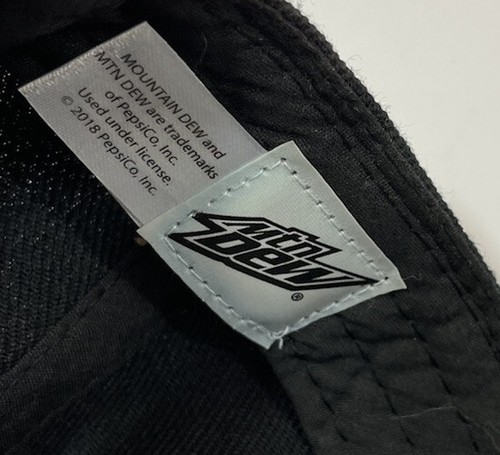 MOUNTAIN DEW and
MTN DEW are trademarks
of PepsiCo, Inc.
Used under license.
© 2018 PepsiCo, Inc.
mtn
DEW
®